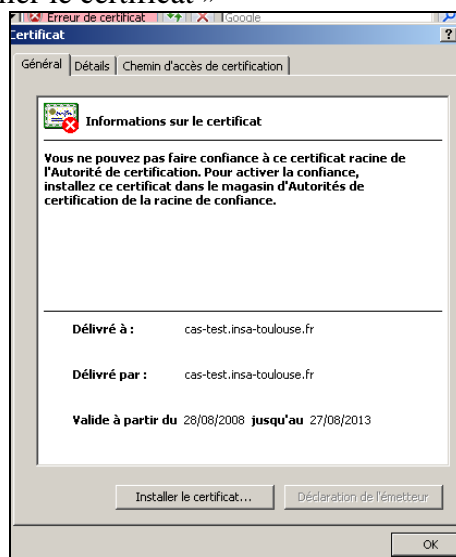 er le certificat »
Erreur de certificat Google
Certificat ?
Général Détails Chemin d'accès de certification
Informations sur le certificat
Vous ne pouvez pas faire confiance à ce certificat racine de
l'Autorité de certification. Pour activer la confiance,
installez ce certificat dans le magasin d'Autorités de
certification de la racine de confiance.
Délivré à : cas-test.insa-toulouse.fr
Délivré par : cas-test.insa-toulouse.fr
Valide à partir du 28/08/2008 jusqu'au 27/08/2013
Installer le certificat... Déclaration de l'émetteur
OK